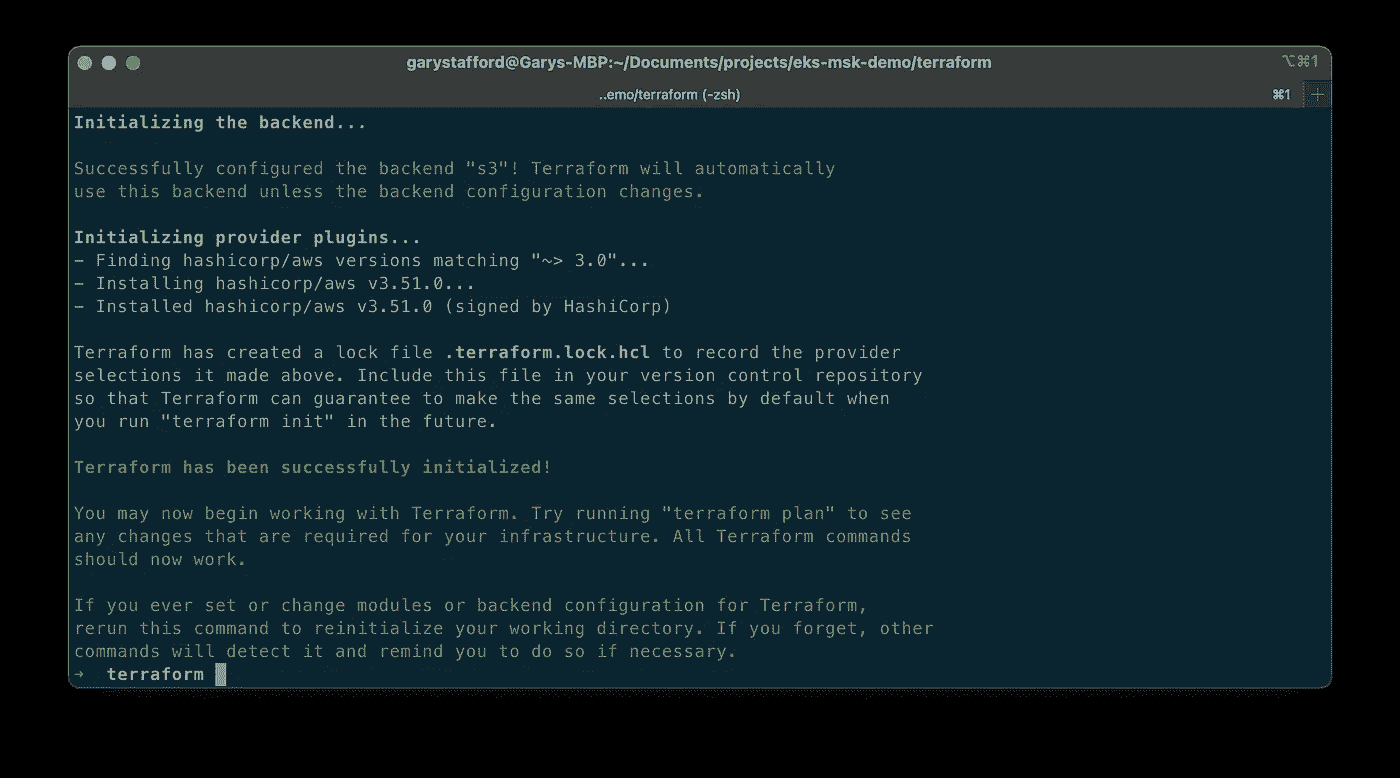 garystafford@Garys-MBP:~/Documents/projects/eks-msk-demo/terraform ⌥⌘1
..emo/terraform (-zsh) ⌘1 +
Initializing the backend...
Successfully configured the backend "s3"! Terraform will automatically
use this backend unless the backend configuration changes.
Initializing provider plugins...
- Finding hashicorp/aws versions matching "~> 3.0"...
- Installing hashicorp/aws v3.51.0...
- Installed hashicorp/aws v3.51.0 (signed by HashiCorp)
Terraform has created a lock file .terraform.lock.hcl to record the provider
selections it made above. Include this file in your version control repository
so that Terraform can guarantee to make the same selections by default when
you run "terraform init" in the future.
Terraform has been successfully initialized!
You may now begin working with Terraform. Try running "terraform plan" to see
any changes that are required for your infrastructure. All Terraform commands
should now work.
If you ever set or change modules or backend configuration for Terraform,
rerun this command to reinitialize your working directory. If you forget, other
commands will detect it and remind you to do so if necessary.
→ terraform